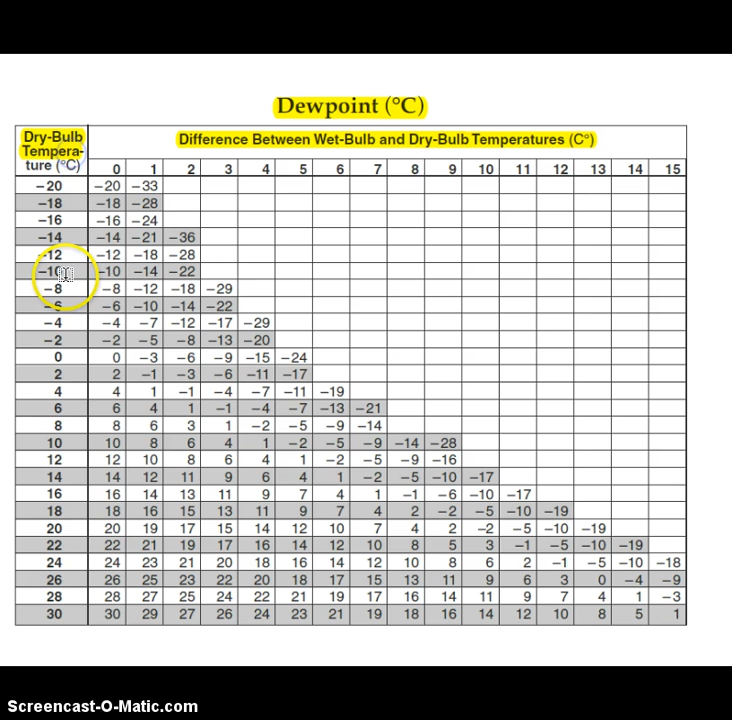 Dewpoint (°C)
Dry-Bulb Tempera-ture (°C) Difference Between Wet-Bulb and Dry-Bulb Temperatures (C°)
0 1 2 3 4 5 6 7 8 9 10 11 12 13 14 15
−20 −20 −33
−18 −18 −28
−16 −16 −24
−14 −14 −21 −36
−12 −12 −18 −28
−10 −10 −14 −22
−8 −8 −12 −18 −29
−6 −6 −10 −14 −22
−4 −4 −7 −12 −17 −29
−2 −2 −5 −8 −13 −20
0 0 −3 −6 −9 −15 −24
2 2 −1 −3 −6 −11 −17
4 4 1 −1 −4 −7 −11 −19
6 6 4 1 −1 −4 −7 −13 −21
8 8 6 3 1 −2 −5 −9 −14
10 10 8 6 4 1 −2 −5 −9 −14 −28
12 12 10 8 6 4 1 −2 −5 −9 −16
14 14 12 11 9 6 4 1 −2 −5 −10 −17
16 16 14 13 11 9 7 4 1 −1 −6 −10 −17
18 18 16 15 13 11 9 7 4 2 −2 −5 −10 −19
20 20 19 17 15 14 12 10 7 4 2 −2 −5 −10 −19
22 22 21 19 17 16 14 12 10 8 5 3 −1 −5 −10 −19
24 24 23 21 20 18 16 14 12 10 8 6 2 −1 −5 −10 −18
26 26 25 23 22 20 18 17 15 13 11 9 6 3 0 −4 −9
28 28 27 25 24 22 21 19 17 16 14 11 9 7 4 1 −3
30 30 29 27 26 24 23 21 19 18 16 14 12 10 8 5 1
Screencast-O-Matic.com